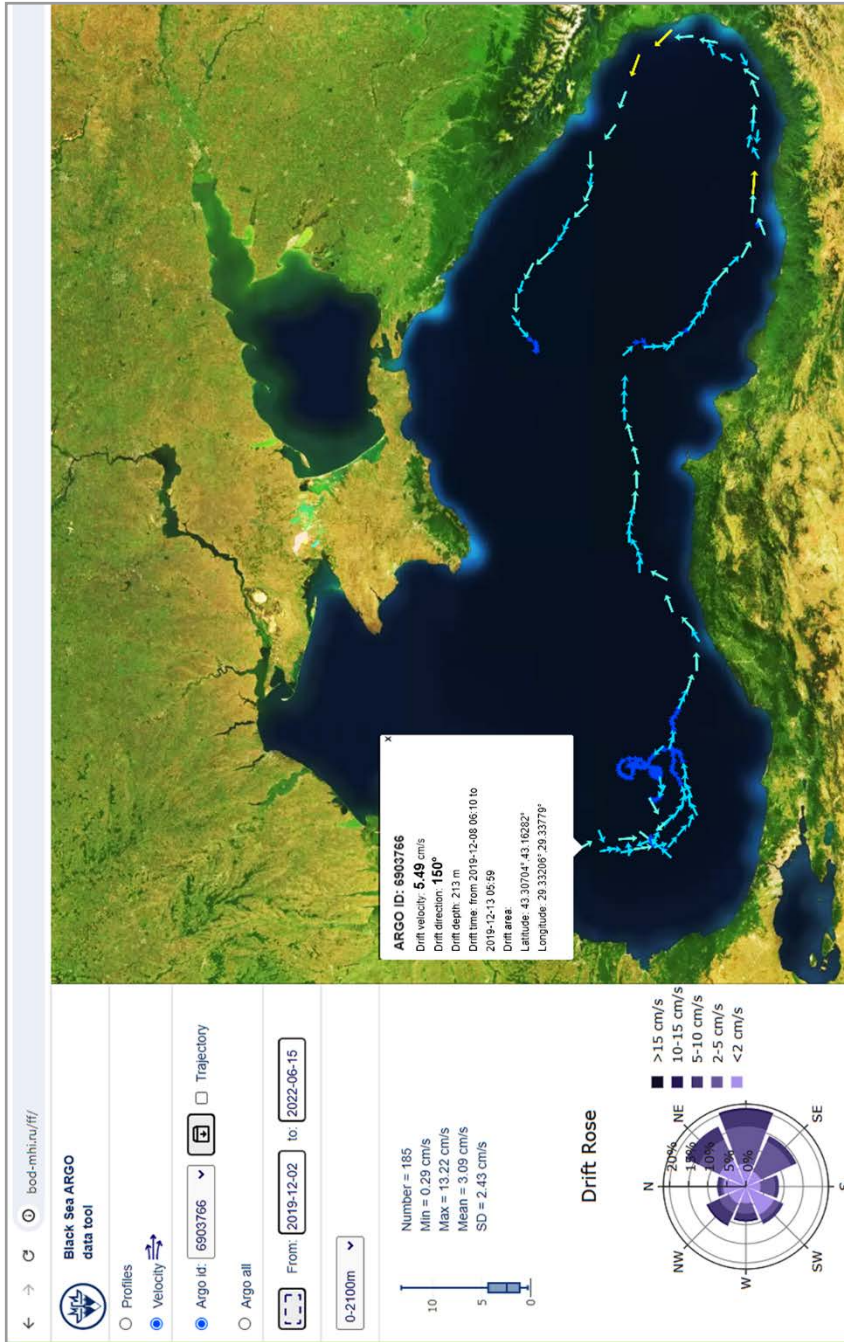 bod-mhi.ru/ff/
Black Sea ARGO
data tool
Profiles
Velocity
Argo id: 6903766
Trajectory
Argo all
From: 2019-12-02 to: 2022-06-15
0-2100m
10
5
0
Number = 185
Min = 0.29 cm/s
Max = 13.22 cm/s
Mean = 3.09 cm/s
SD = 2.43 cm/s
Drift Rose
N
NE
SE
S
SW
W
NW
20%
15%
10%
5%
0%
>15 cm/s
10-15 cm/s
5-10 cm/s
2-5 cm/s
<2 cm/s
x
ARGO ID: 6903766
Drift velocity: 5.49 cm/s
Drift direction: 150°
Drift depth: 213 m
Drift time: from 2019-12-08 06:10 to
2019-12-13 05:59
Drift area:
Latitude: 43.30704°,43.16282°
Longitude: 29.33206°,29.33779°